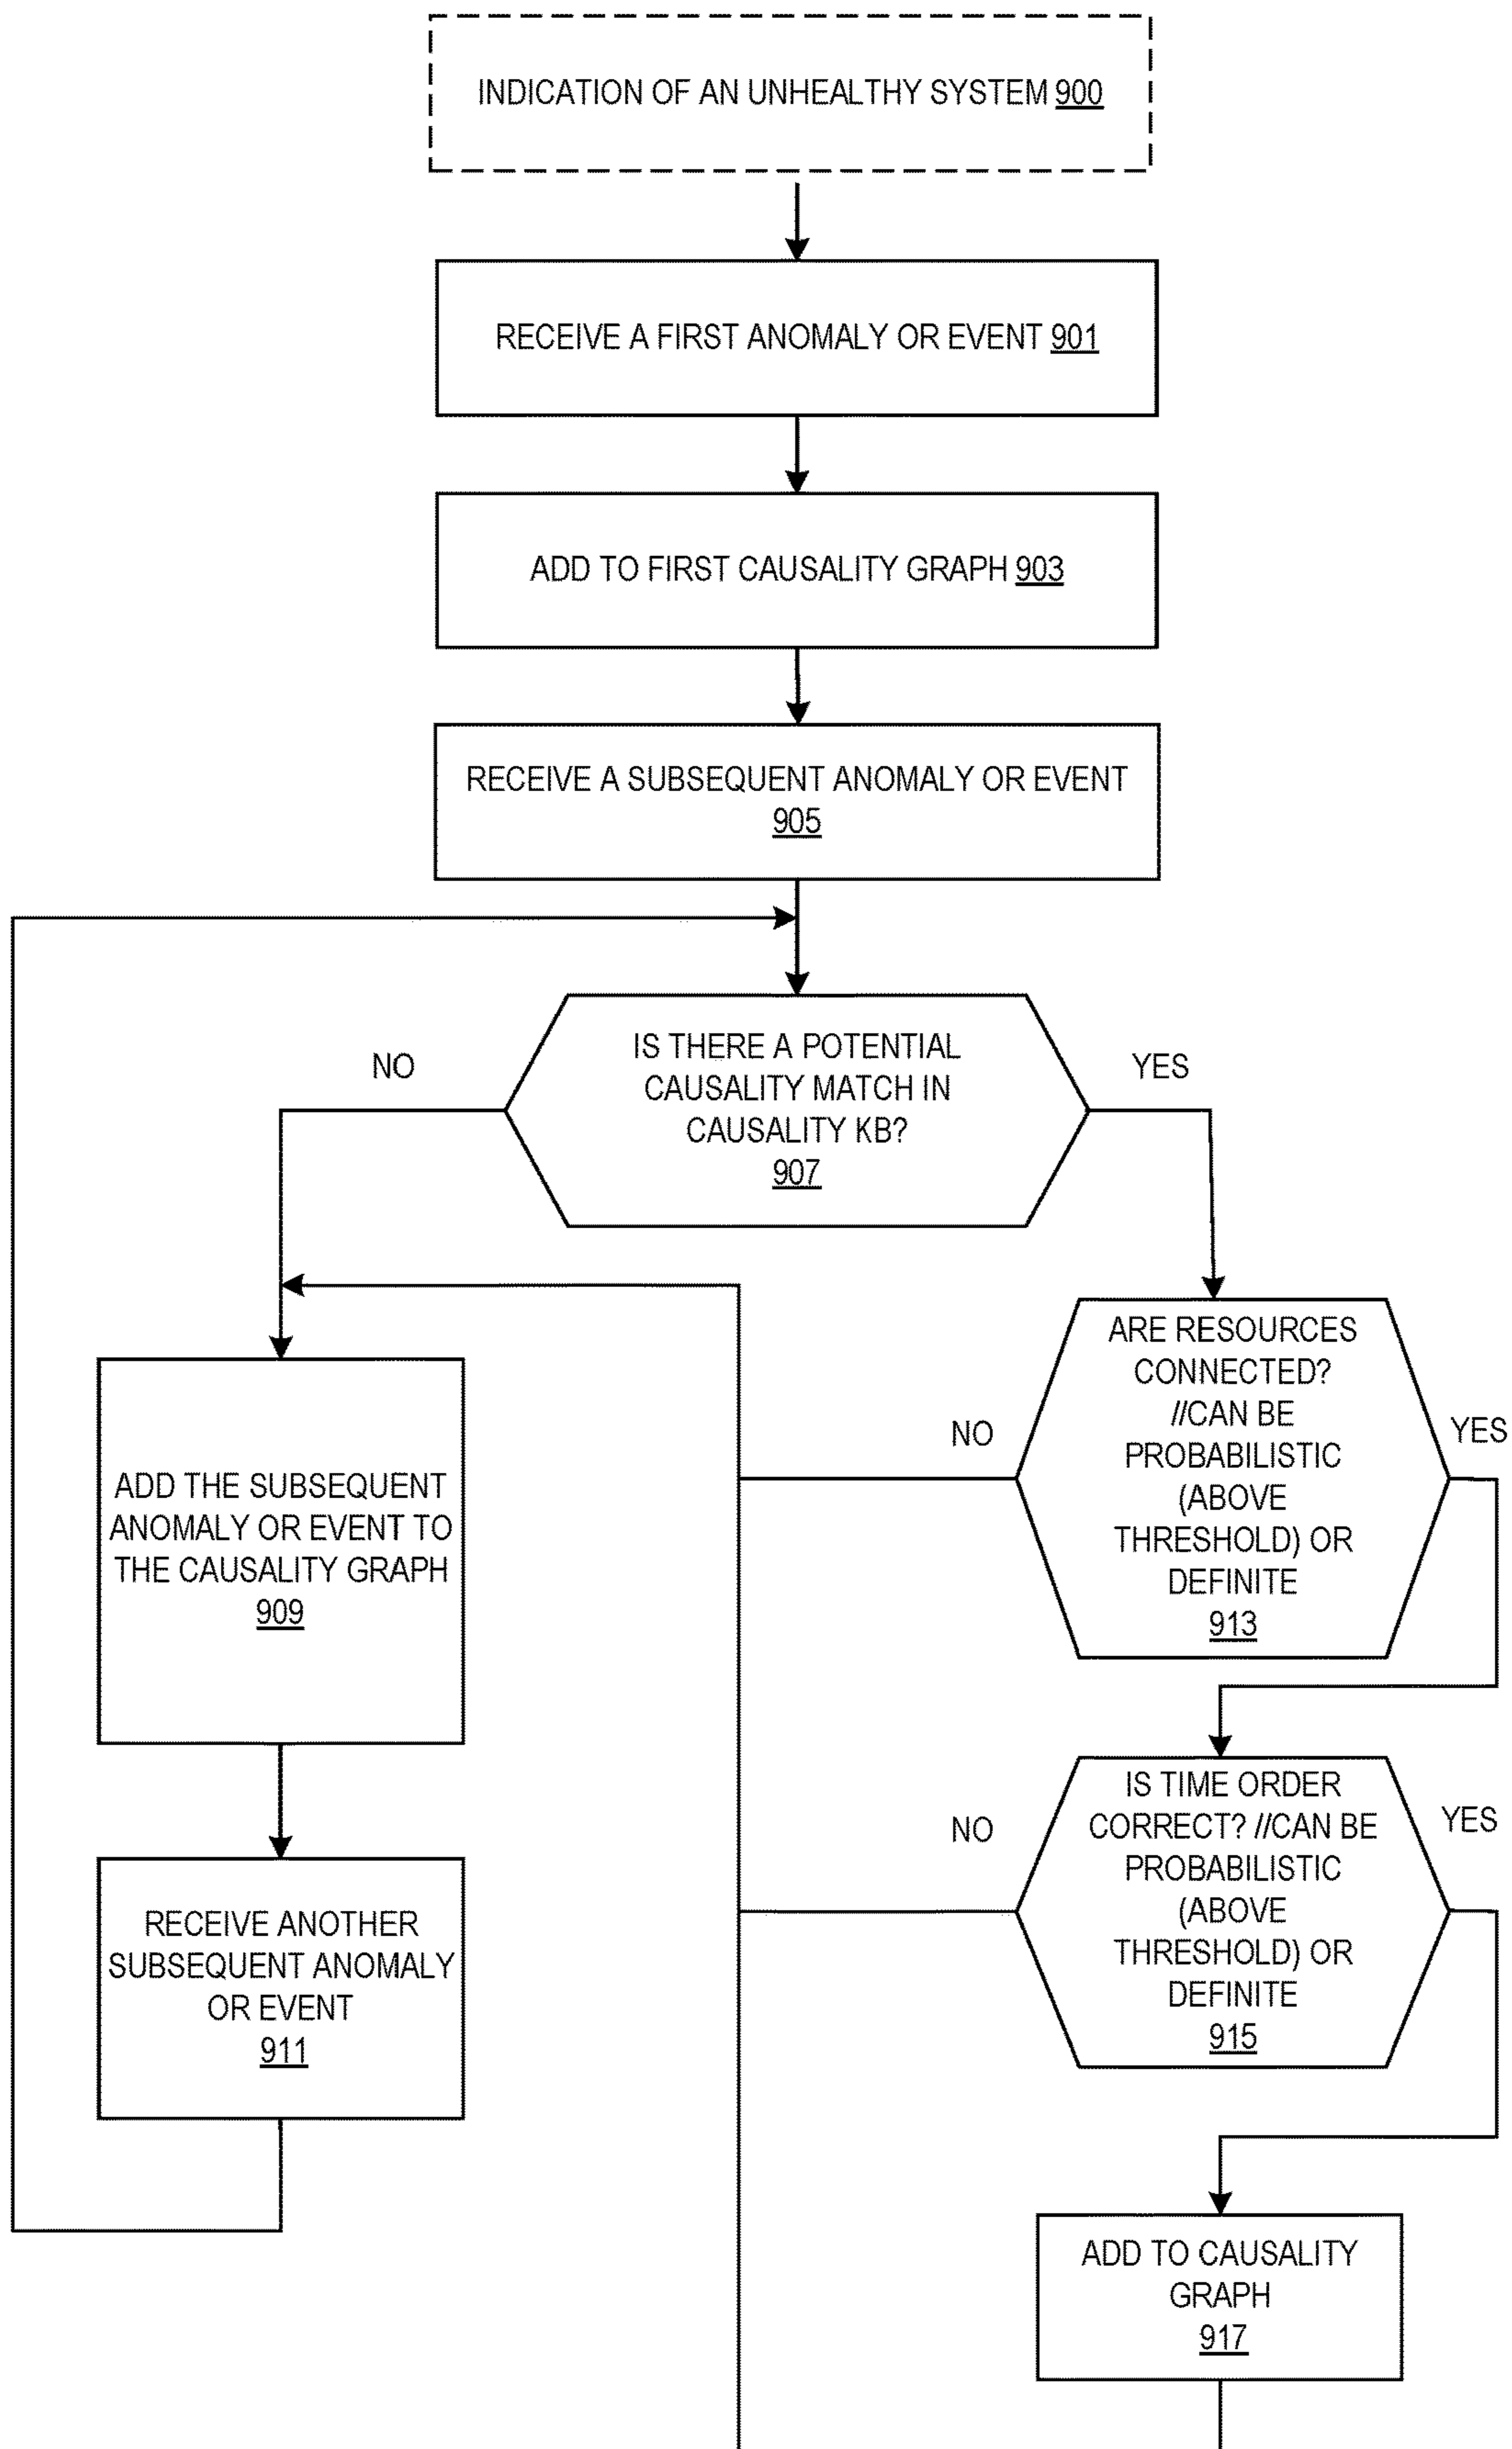 INDICATION OF AN UNHEALTHY SYSTEM 900
RECEIVE A FIRST ANOMALY OR EVENT 901
ADD TO FIRST CAUSALITY GRAPH 903
RECEIVE A SUBSEQUENT ANOMALY OR EVENT
905
IS THERE A POTENTIAL
CAUSALITY MATCH IN
CAUSALITY KB?
907
NO
YES
ARE RESOURCES
CONNECTED?
//CAN BE
PROBABILISTIC
(ABOVE
THRESHOLD) OR
DEFINITE
913
NO
YES
ADD THE SUBSEQUENT
ANOMALY OR EVENT TO
THE CAUSALITY GRAPH
909
IS TIME ORDER
CORRECT? //CAN BE
PROBABILISTIC
(ABOVE
THRESHOLD) OR
DEFINITE
915
NO
YES
RECEIVE ANOTHER
SUBSEQUENT ANOMALY
OR EVENT
911
ADD TO CAUSALITY
GRAPH
917